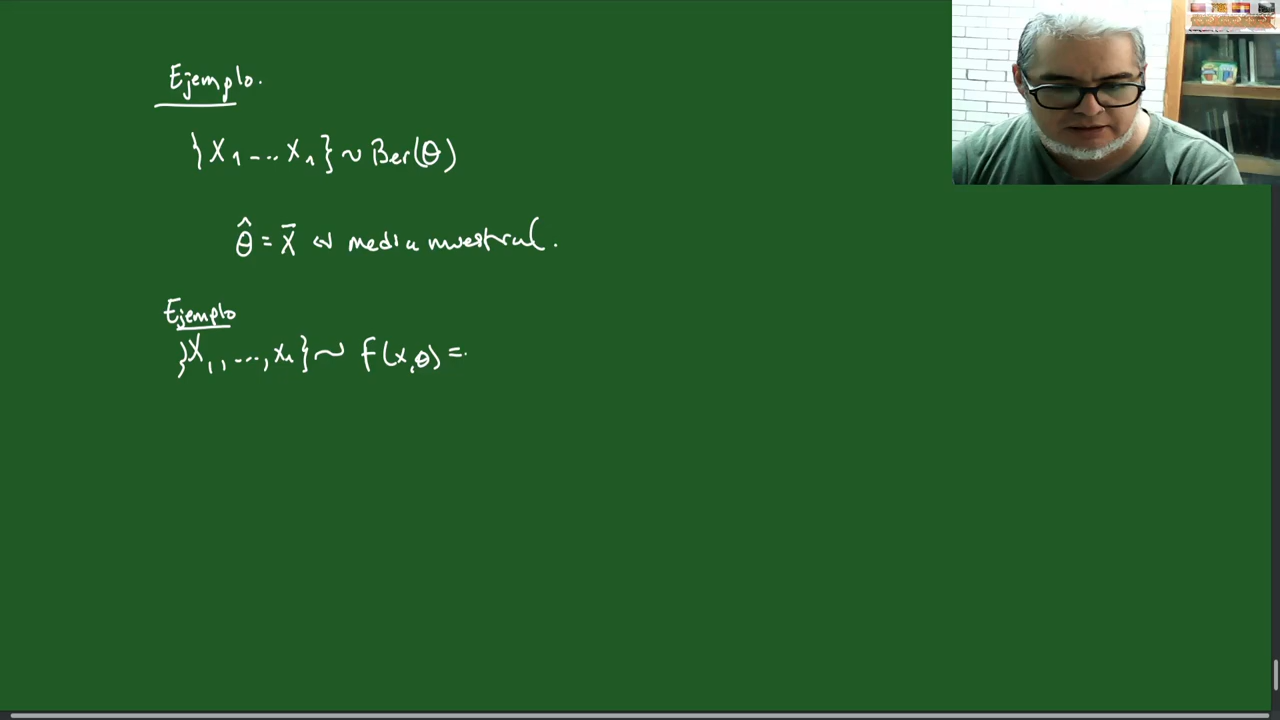 Ejemplo.
{X1 ... Xn} ~ Ber(θ)
θ̂ = X̄ ↔ media muestral.
Ejemplo
{X1, ..., Xn} ~ f(x,θ) =